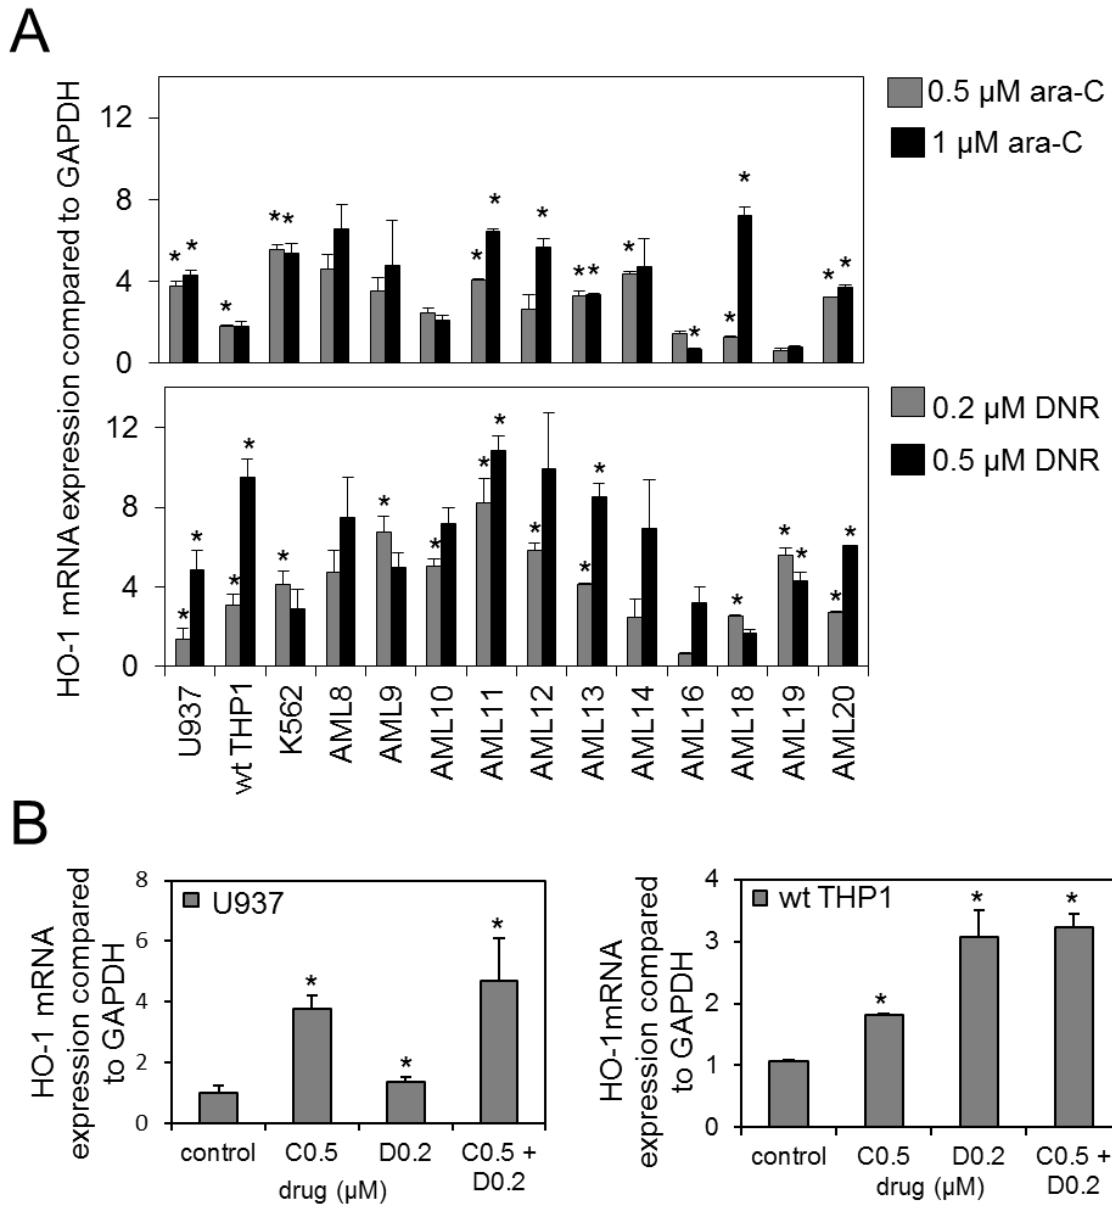 A
HO-1 mRNA expression compared to GAPDH
12
8
4
0
* * * * * * * * * * * * * * * * *
0.5 µM ara-C
1 µM ara-C
12
8
4
0
* * * * * * * * * * * * * * * *
0.2 µM DNR
0.5 µM DNR
U937
wt THP1
K562
AML8
AML9
AML10
AML11
AML12
AML13
AML14
AML16
AML18
AML19
AML20
B
HO-1 mRNA
expression compared
to GAPDH
8
6
4
2
0
U937
* * *
control
C0.5
D0.2
C0.5 +
D0.2
drug (µM)
HO-1mRNA
expression compared
to GAPDH
4
3
2
1
0
wt THP1
* * *
control
C0.5
D0.2
C0.5 +
D0.2
drug (µM)